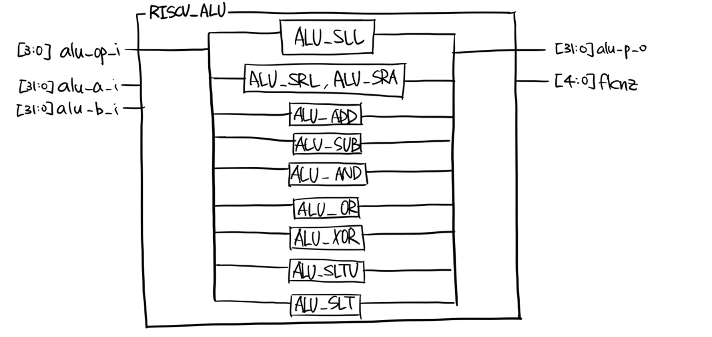 RISCV_ALU
[3:0] alu-op-i
ALU_SLL
[31:0] alu-p-o
[31:0] alu-a-i
ALU_SRL, ALU_SRA
[4:0] flcnz
[31:0] alu-b-i
ALU_ADD
ALU_SUB
ALU_AND
ALU_OR
ALU_XOR
ALU_SLTU
ALU_SLT